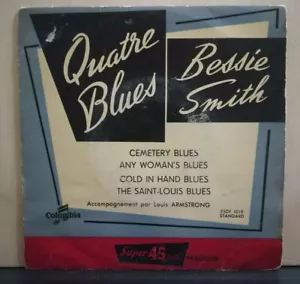 Quatre
Blues
Bessie
Smith
CEMETERY BLUES
ANY WOMAN'S BLUES
COLD IN HAND BLUES
THE SAINT-LOUIS BLUES
Accompagnement par Louis ARMSTRONG
Columbia
STANDARD
Super 45